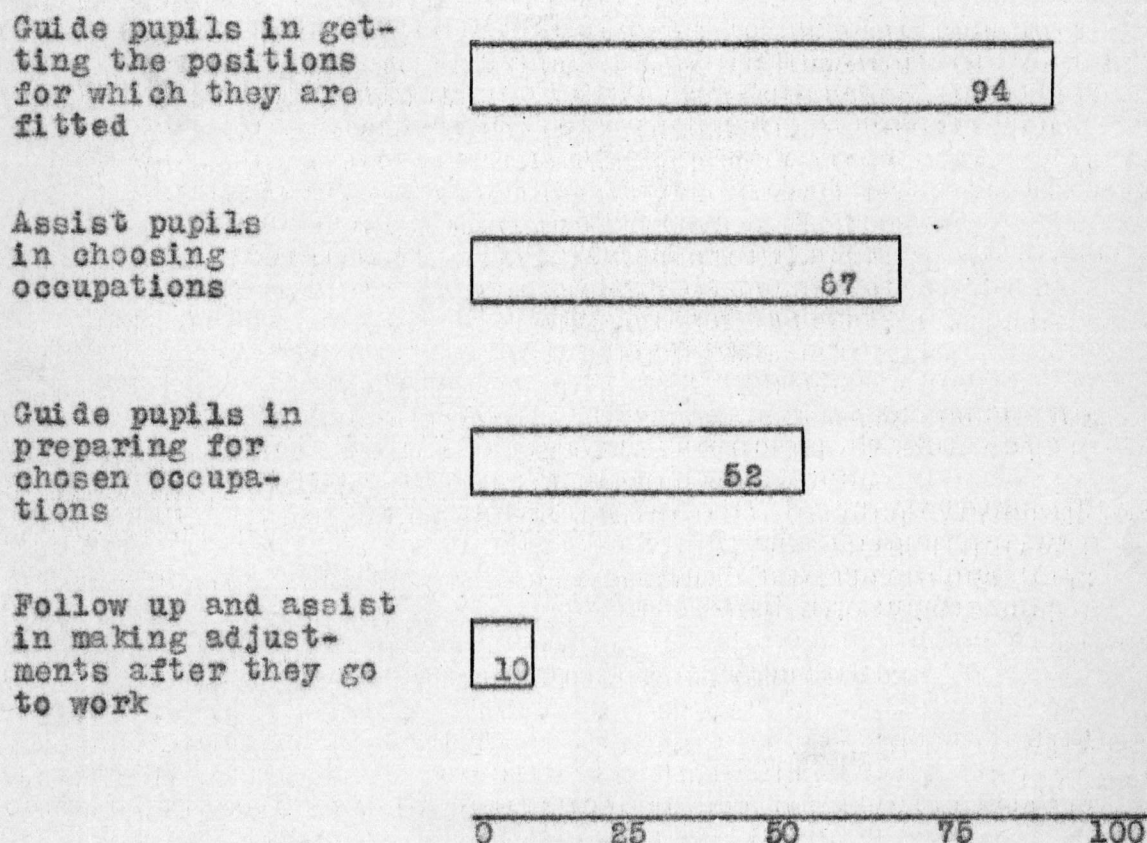 Guide pupils in get-
ting the positions
for which they are
fitted
94
Assist pupils
in choosing
occupations
67
Guide pupils in
preparing for
chosen occupa-
tions
52
Follow up and assist
in making adjust-
ments after they go
to work
10
0 25 50 75 100